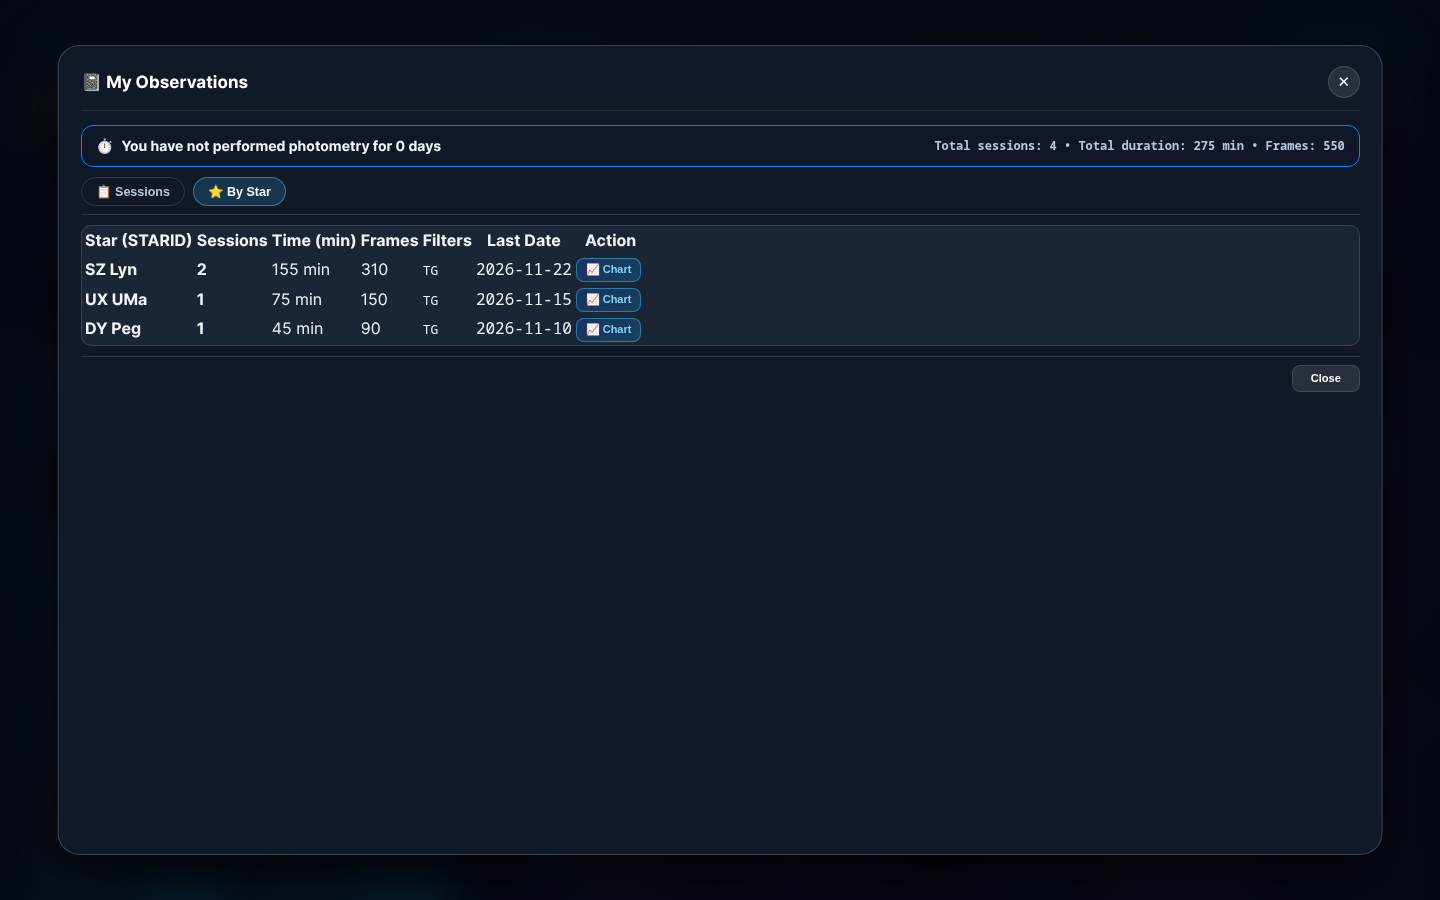 📓 My Observations
✕
⏱️ You have not performed photometry for 0 days
Total sessions: 4 • Total duration: 275 min • Frames: 550
📋 Sessions ⭐ By Star
Star (STARID) Sessions Time (min) Frames Filters Last Date Action
SZ Lyn 2 155 min 310 TG 2026-11-22 📈 Chart
UX UMa 1 75 min 150 TG 2026-11-15 📈 Chart
DY Peg 1 45 min 90 TG 2026-11-10 📈 Chart
Close